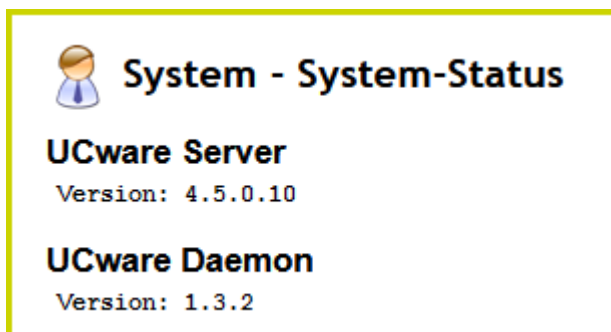 System - System-Status
UCware Server
Version: 4.5.0.10
UCware Daemon
Version: 1.3.2